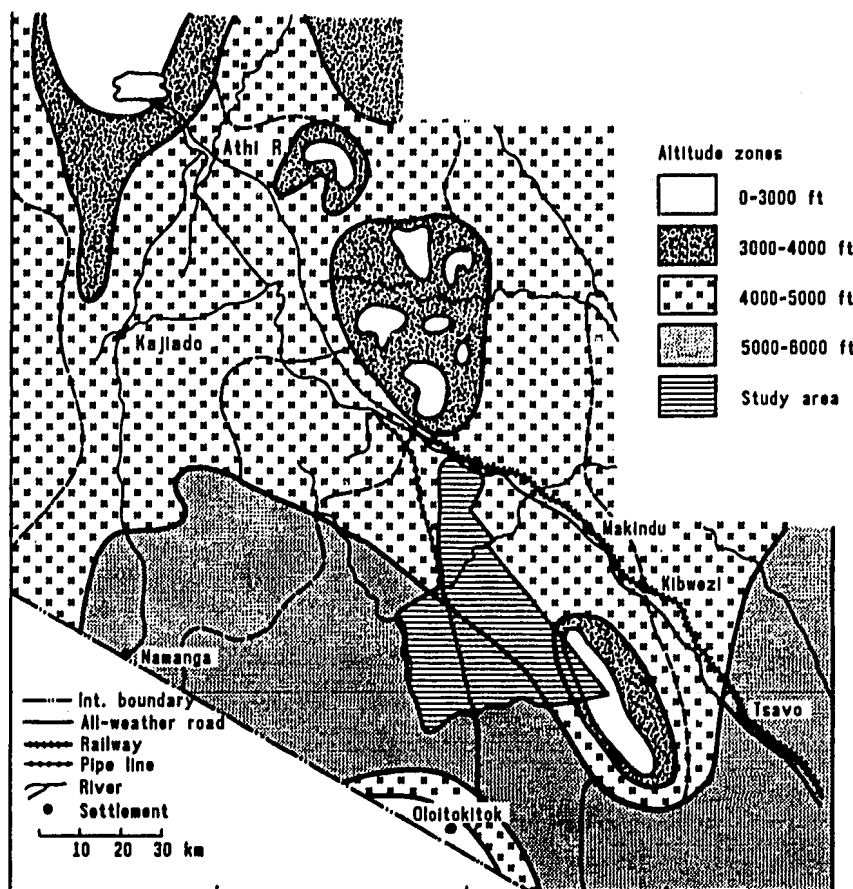 Athi R.
Kajiado
Makindu
Kibwezi
Namanga
Tsavo
Oloitokitok
Altitude zones
0-3000 ft
3000-4000 ft
4000-5000 ft
5000-6000 ft
Study area
Int. boundary
All-weather road
Railway
Pipe line
River
Settlement
10 20 30 km